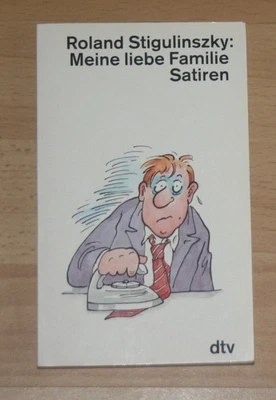 Roland Stigulinszky:
Meine liebe Familie
Satiren
dtv